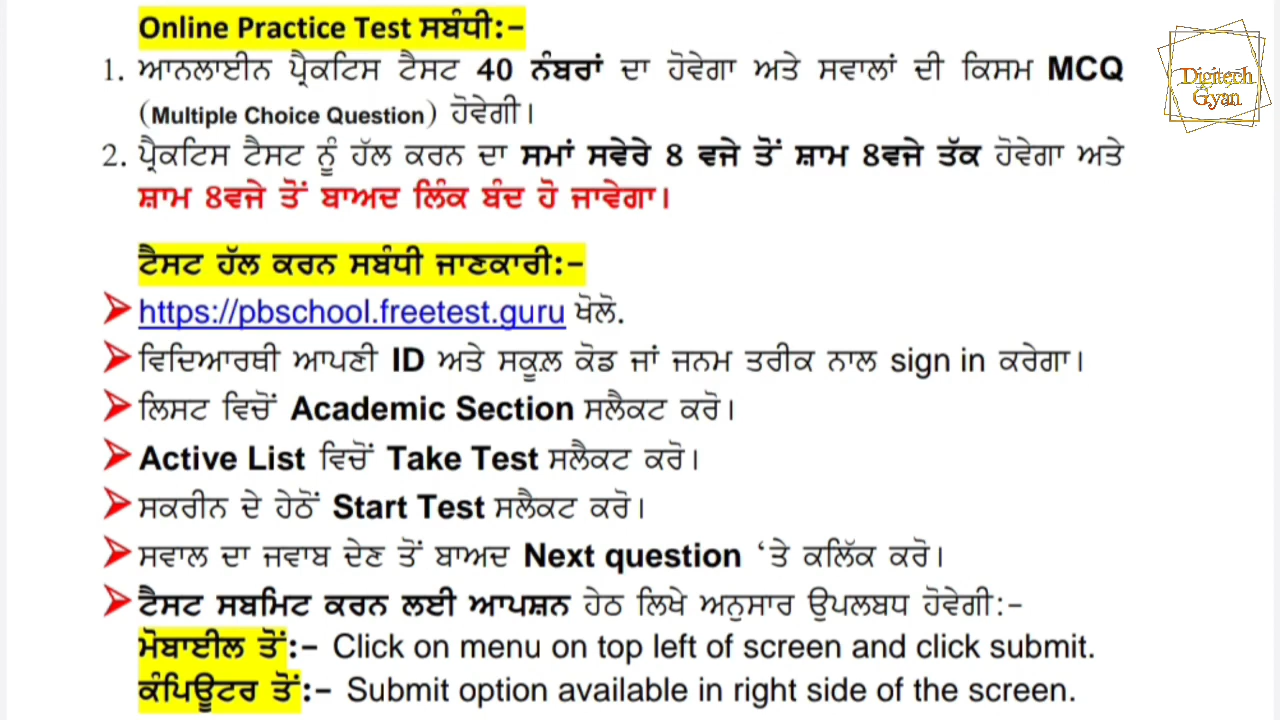 Online Practice Test ਸਬੰਧੀ:-
Digitech
Gyan
1. ਆਨਲਾਈਨ ਪ੍ਰੈਕਟਿਸ ਟੈਸਟ 40 ਨੰਬਰਾਂ ਦਾ ਹੋਵੇਗਾ ਅਤੇ ਸਵਾਲਾਂ ਦੀ ਕਿਸਮ MCQ
(Multiple Choice Question) ਹੋਵੇਗੀ।
2. ਪ੍ਰੈਕਟਿਸ ਟੈਸਟ ਨੂੰ ਹੱਲ ਕਰਨ ਦਾ ਸਮਾਂ ਸਵੇਰੇ 8 ਵਜੇ ਤੋਂ ਸ਼ਾਮ 8ਵਜੇ ਤੱਕ ਹੋਵੇਗਾ ਅਤੇ
ਸ਼ਾਮ 8ਵਜੇ ਤੋਂ ਬਾਅਦ ਲਿੰਕ ਬੰਦ ਹੋ ਜਾਵੇਗਾ।
ਟੈਸਟ ਹੱਲ ਕਰਨ ਸਬੰਧੀ ਜਾਣਕਾਰੀ:-
➢ https://pbschool.freetest.guru ਖੋਲੋ.
➢ ਵਿਦਿਆਰਥੀ ਆਪਣੀ ID ਅਤੇ ਸਕੂਲ ਕੋਡ ਜਾਂ ਜਨਮ ਤਰੀਕ ਨਾਲ sign in ਕਰੇਗਾ।
➢ ਲਿਸਟ ਵਿਚੋਂ Academic Section ਸਲੈਕਟ ਕਰੋ।
➢ Active List ਵਿਚੋਂ Take Test ਸਲੈਕਟ ਕਰੋ।
➢ ਸਕਰੀਨ ਦੇ ਹੇਠੋਂ Start Test ਸਲੈਕਟ ਕਰੋ।
➢ ਸਵਾਲ ਦਾ ਜਵਾਬ ਦੇਣ ਤੋਂ ਬਾਅਦ Next question ‘ਤੇ ਕਲਿੱਕ ਕਰੋ।
➢ ਟੈਸਟ ਸਬਮਿਟ ਕਰਨ ਲਈ ਆਪਸ਼ਨ ਹੇਠ ਲਿਖੇ ਅਨੁਸਾਰ ਉਪਲਬਧ ਹੋਵੇਗੀ:-
ਮੋਬਾਈਲ ਤੋਂ:- Click on menu on top left of screen and click submit.
ਕੰਪਿਊਟਰ ਤੋਂ:- Submit option available in right side of the screen.